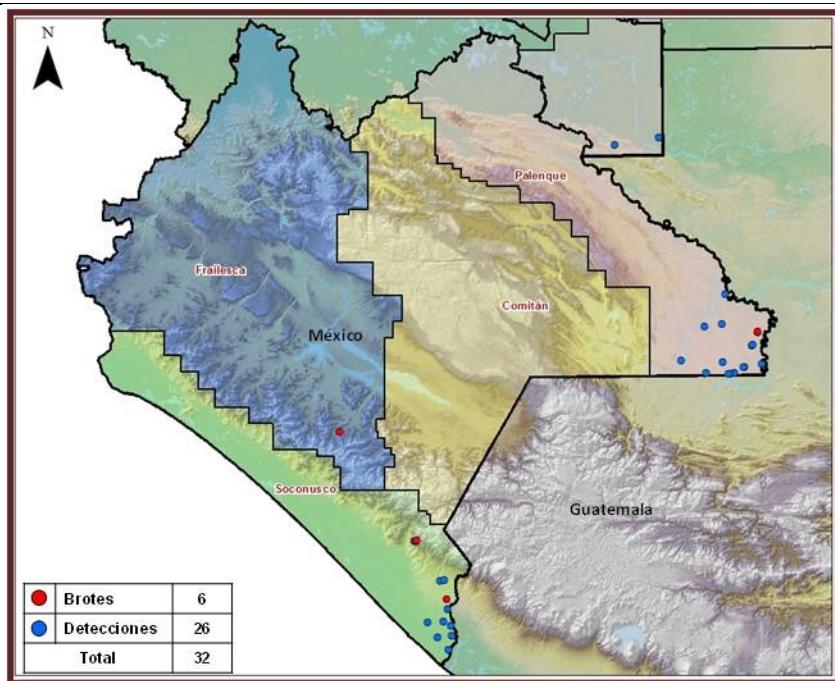 N
Palenque
Frailesca
Comitán
México
Soconusco
Guatemala
Brotes 6
Detecciones 26
Total 32